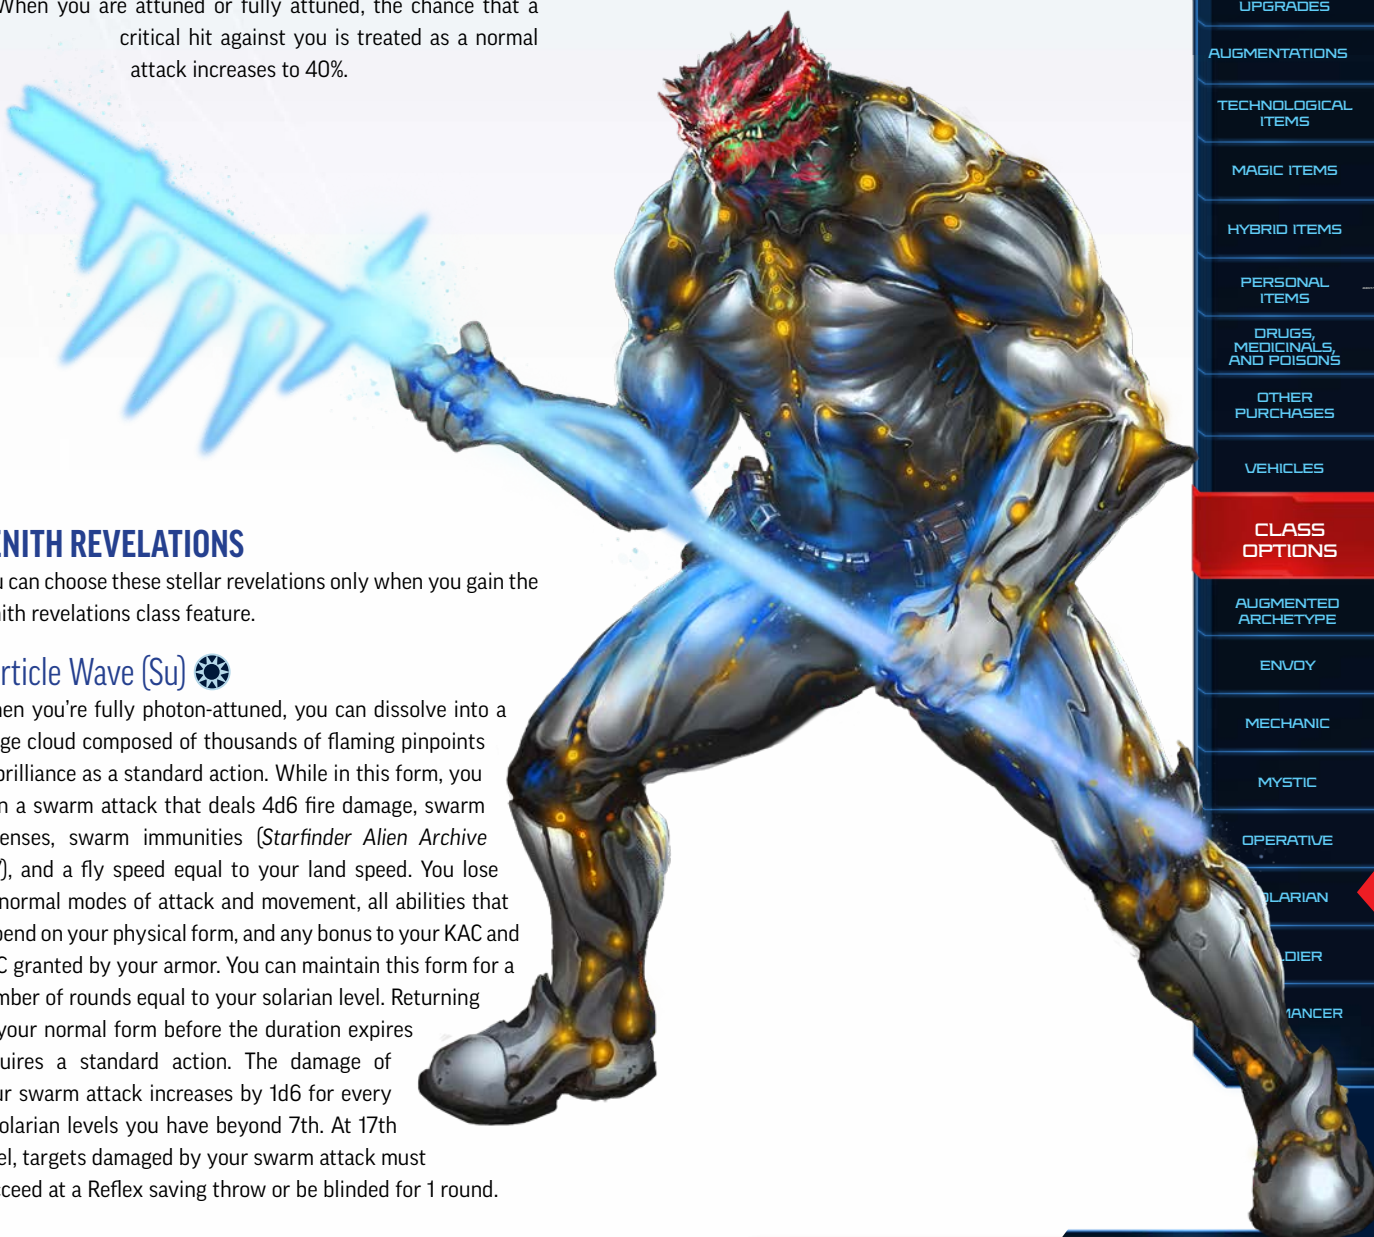 When you are attuned or fully attuned, the chance that a
critical hit against you is treated as a normal
attack increases to 40%.
ENITH REVELATIONS
u can choose these stellar revelations only when you gain the
nith revelations class feature.
rticle Wave (Su)
hen you're fully photon-attuned, you can dissolve into a
ge cloud composed of thousands of flaming pinpoints
brilliance as a standard action. While in this form, you
n a swarm attack that deals 4d6 fire damage, swarm
enses, swarm immunities (Starfinder Alien Archive
), and a fly speed equal to your land speed. You lose
normal modes of attack and movement, all abilities that
pend on your physical form, and any bonus to your KAC and
C granted by your armor. You can maintain this form for a
mber of rounds equal to your solarian level. Returning
your normal form before the duration expires
quires a standard action. The damage of
ur swarm attack increases by 1d6 for every
olarian levels you have beyond 7th. At 17th
el, targets damaged by your swarm attack must
cceed at a Reflex saving throw or be blinded for 1 round.
UPGRADES
AUGMENTATIONS
TECHNOLOGICAL
ITEMS
MAGIC ITEMS
HYBRID ITEMS
PERSONAL
ITEMS
DRUGS,
MEDICINALS,
AND POISONS
OTHER
PURCHASES
VEHICLES
CLASS
OPTIONS
AUGMENTED
ARCHETYPE
ENVOY
MECHANIC
MYSTIC
OPERATIVE
OLARIAN
DIER
MANCER